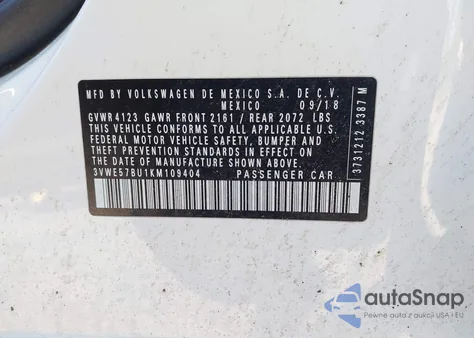 MFD BY VOLKSWAGEN DE MEXICO S.A. DE C.V.
MEXICO 09/18
GVWR 4123 GAWR FRONT 2161 / REAR 2072 LBS
THIS VEHICLE CONFORMS TO ALL APPLICABLE U.S.
FEDERAL MOTOR VEHICLE SAFETY, BUMPER, AND
THEFT PREVENTION STANDARDS IN EFFECT ON THE
DATE OF MANUFACTURE SHOWN ABOVE.
3VWE57BU1KM109404 PASSENGER CAR
3731212 3387 M
autaSnap
Pewne auta z aukcji USA i EU